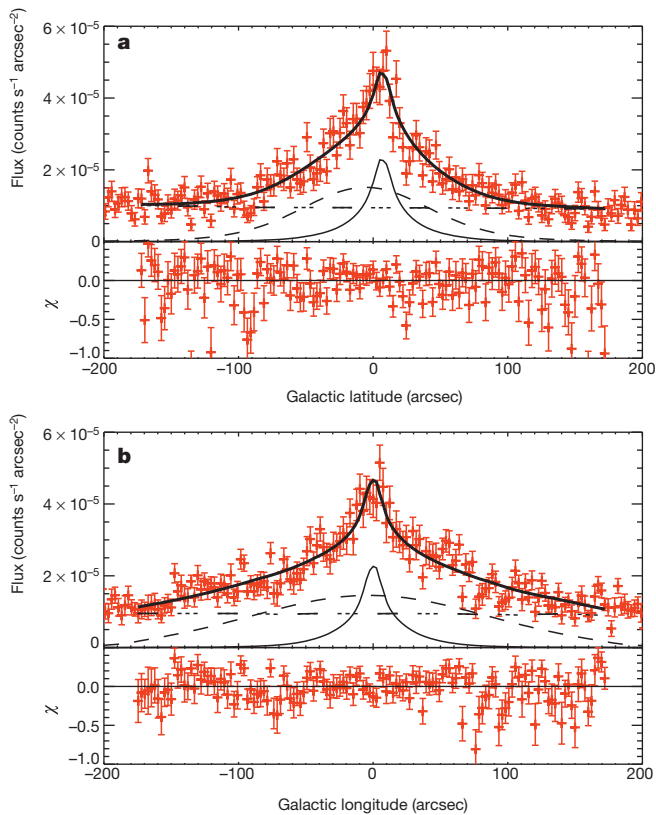 a
Flux (counts s⁻¹ arcsec⁻²)
6 × 10⁻⁵
4 × 10⁻⁵
2 × 10⁻⁵
0
χ
0.0
−0.5
−1.0
−200 −100 0 100 200
Galactic latitude (arcsec)
b
Flux (counts s⁻¹ arcsec⁻²)
6 × 10⁻⁵
4 × 10⁻⁵
2 × 10⁻⁵
0
χ
0.0
−0.5
−1.0
−200 −100 0 100 200
Galactic longitude (arcsec)